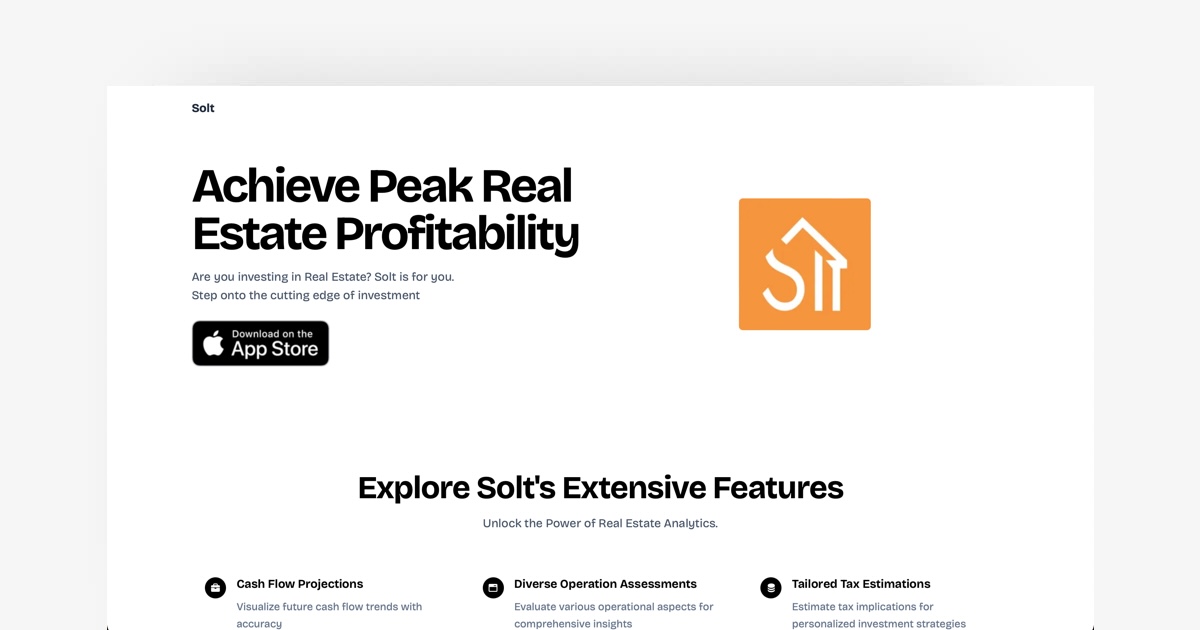 Solt
Achieve Peak Real
Estate Profitability
Are you investing in Real Estate? Solt is for you.
Step onto the cutting edge of investment
Download on the
App Store
Slt
Explore Solt's Extensive Features
Unlock the Power of Real Estate Analytics.
Cash Flow Projections
Visualize future cash flow trends with
accuracy
Diverse Operation Assessments
Evaluate various operational aspects for
comprehensive insights
Tailored Tax Estimations
Estimate tax implications for
personalized investment strategies